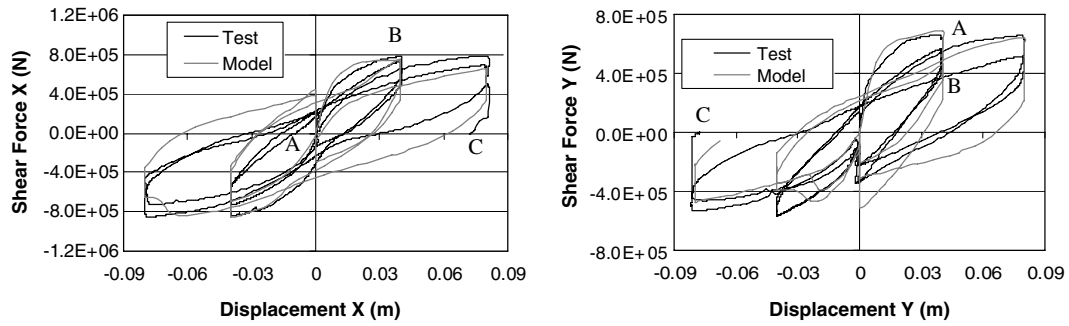 Shear Force X (N)
1.2E+06
8.0E+05
4.0E+05
0.0E+00
-4.0E+05
-8.0E+05
-1.2E+06
Test
Model
B
A
C
-0.09 -0.06 -0.03 0 0.03 0.06 0.09
Displacement X (m)
Shear Force Y (N)
8.0E+05
4.0E+05
0.0E+00
-4.0E+05
-8.0E+05
Test
Model
A
B
C
-0.09 -0.06 -0.03 0 0.03 0.06 0.09
Displacement Y (m)